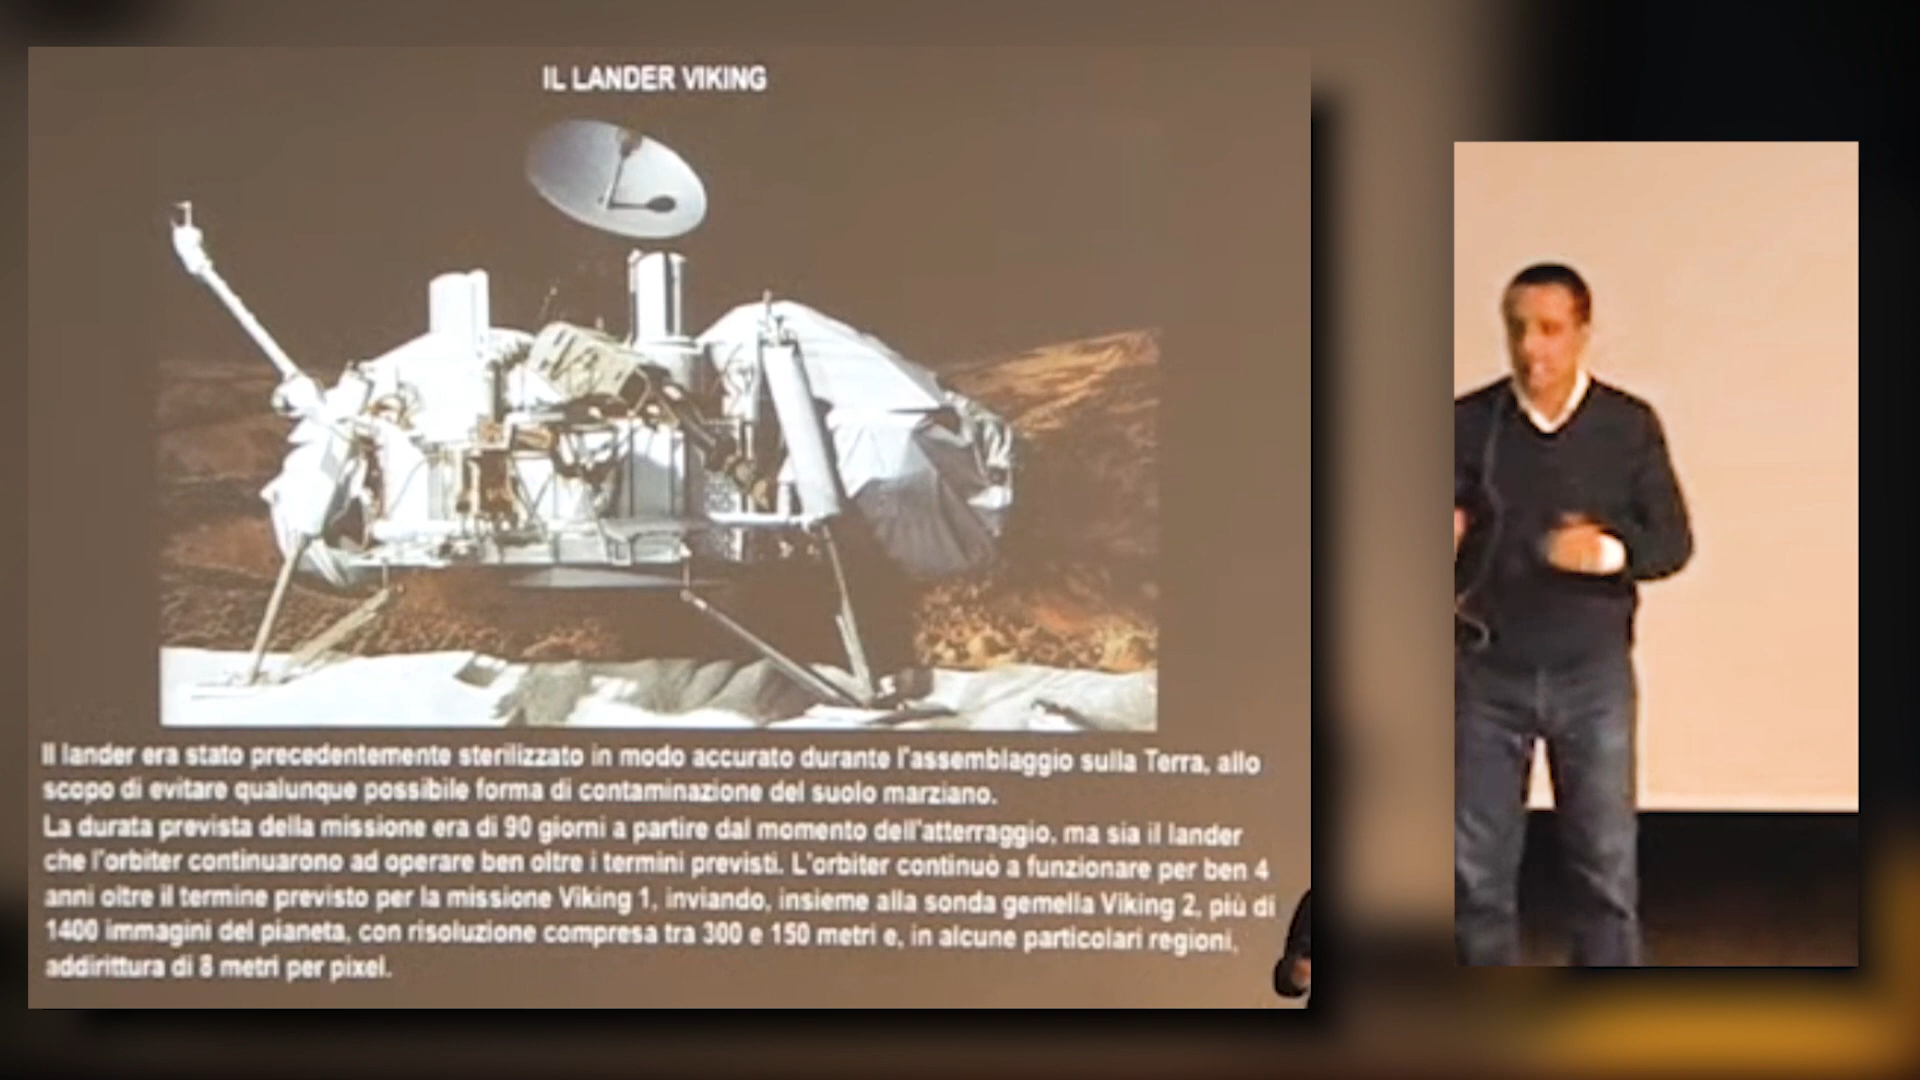 IL LANDER VIKING
Il lander era stato precedentemente sterilizzato in modo accurato durante l'assemblaggio sulla Terra, allo
scopo di evitare qualunque possibile forma di contaminazione del suolo marziano.
La durata prevista della missione era di 90 giorni a partire dal momento dell'atterraggio, ma sia il lander
che l'orbiter continuarono ad operare ben oltre i termini previsti. L'orbiter continuò a funzionare per ben 4
anni oltre il termine previsto per la missione Viking 1, inviando, insieme alla sonda gemella Viking 2, più di
1400 immagini del pianeta, con risoluzione compresa tra 300 e 150 metri e, in alcune particolari regioni,
addirittura di 8 metri per pixel.